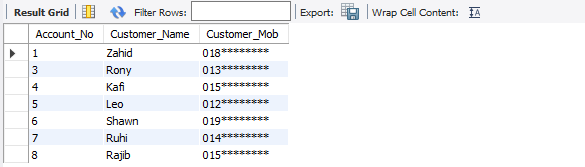 Result Grid Filter Rows: Export: Wrap Cell Content:
Account_No Customer_Name Customer_Mob
1 Zahid 018********
3 Rony 013********
4 Kafi 015********
5 Leo 012********
6 Shawn 019********
7 Ruhi 014********
8 Rajib 015********